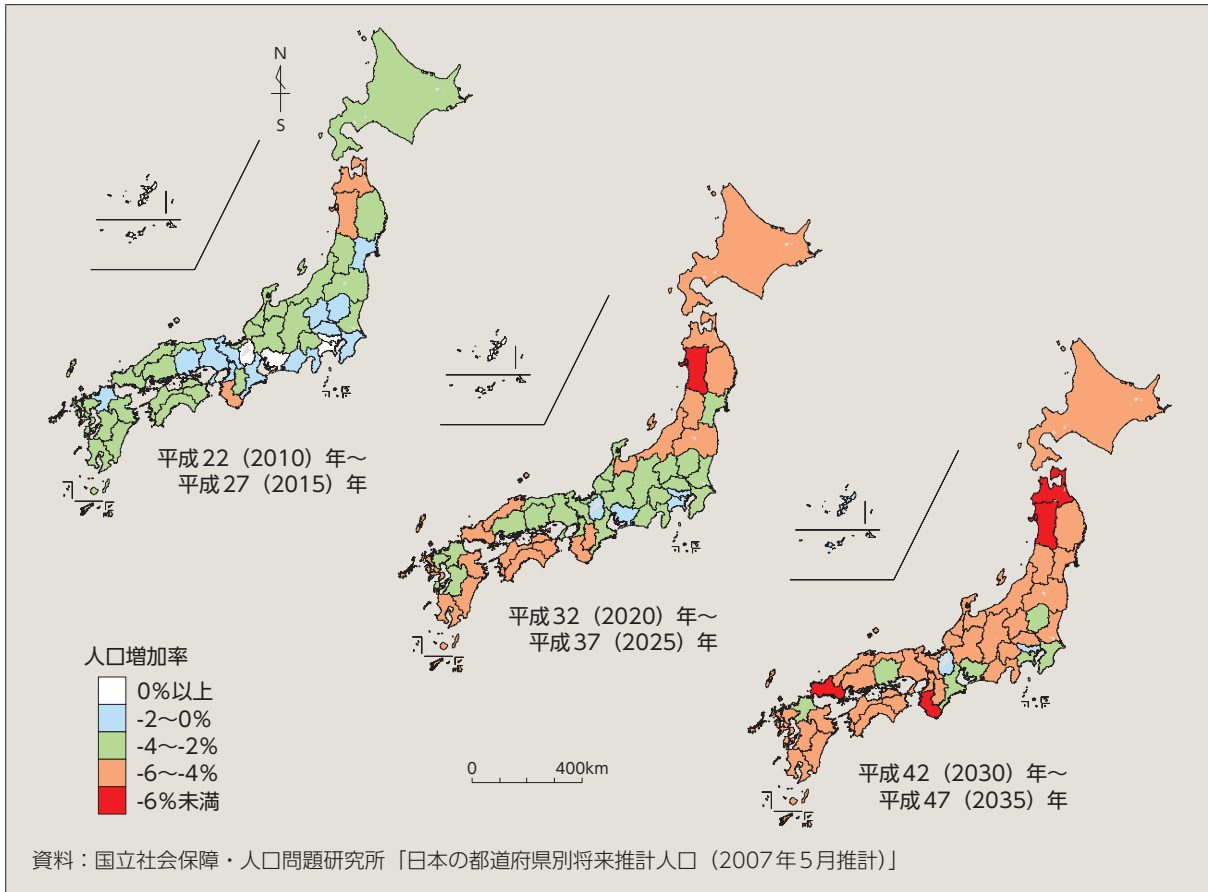 N
S
平成22（2010）年～
平成27（2015）年
平成32（2020）年～
平成37（2025）年
平成42（2030）年～
平成47（2035）年
人口増加率
0％以上
-2～0％
-4～-2％
-6～-4％
-6％未満
0 400km
資料：国立社会保障・人口問題研究所「日本の都道府県別将来推計人口（2007年5月推計）」